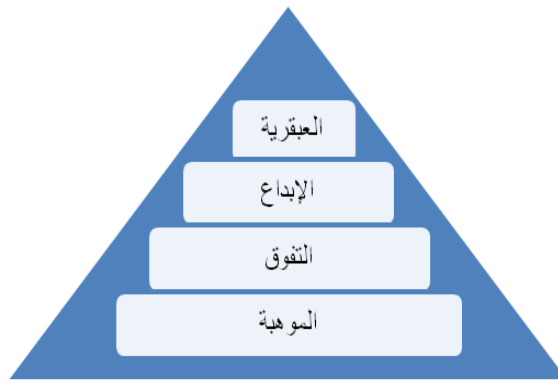 العبقرية
الإبداع
التفوق
الموهبة